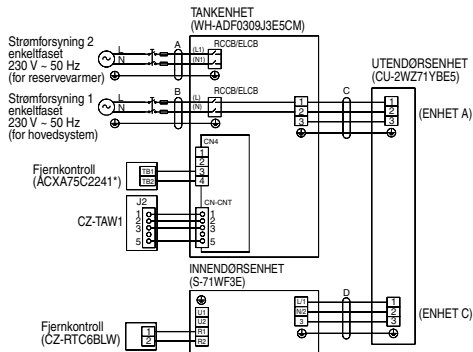 TANKENHET
(WH-ADF0309J3E5CM)
Strømforsyning 2
enkeltfaset
230 V ~ 50 Hz
(for reservevarmer)
L
N
A
(L1)
(N1)
RCCB/ELCB
UTENDØRSENHET
(CU-2WZ71YBE5)
Strømforsyning 1
enkeltfaset
230 V ~ 50 Hz
(for hovedsystem)
L
N
B
(L)
(N)
RCCB/ELCB
1
2
3
C
1
2
3
(ENHET A)
CN4
1
2
3
4
Fjernkontroll
(ACXA75C2241*)
TB1
TB2
CN-CNT
J2
CZ-TAW1
1
2
3
5
1
2
3
5
INNENDØRSENHET
(S-71WF3E)
U1
U2
R1
R2
L/1
N/2
3
D
1
2
3
(ENHET C)
Fjernkontroll
(CZ-RTC6BLW)
1
2